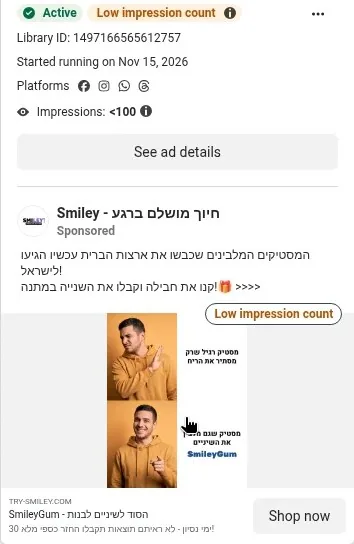 Active
Low impression count
Library ID: 1497166565612757
Started running on Nov 15, 2026
Platforms
Impressions: <100
See ad details
SMILEY
Smiley - חיוך מושלם ברגע
Sponsored
המסטיקים המלבינים שכבשו את ארצות הברית עכשיו הגיעו
לישראל!
קנו את חבילה וקבלו את השנייה במתנה!🎁 >>>>
Low impression count
מסטיק רגיל שרק
מסתיר את הריח
מסטיק שגם
את השיניים
SmileyGum
TRY-SMILEY.COM
SmileyGum - הסוד לשיניים לבנות
30 ימי נסיון - לא ראיתם תוצאות תקבלו החזר כספי מלא!
Shop now